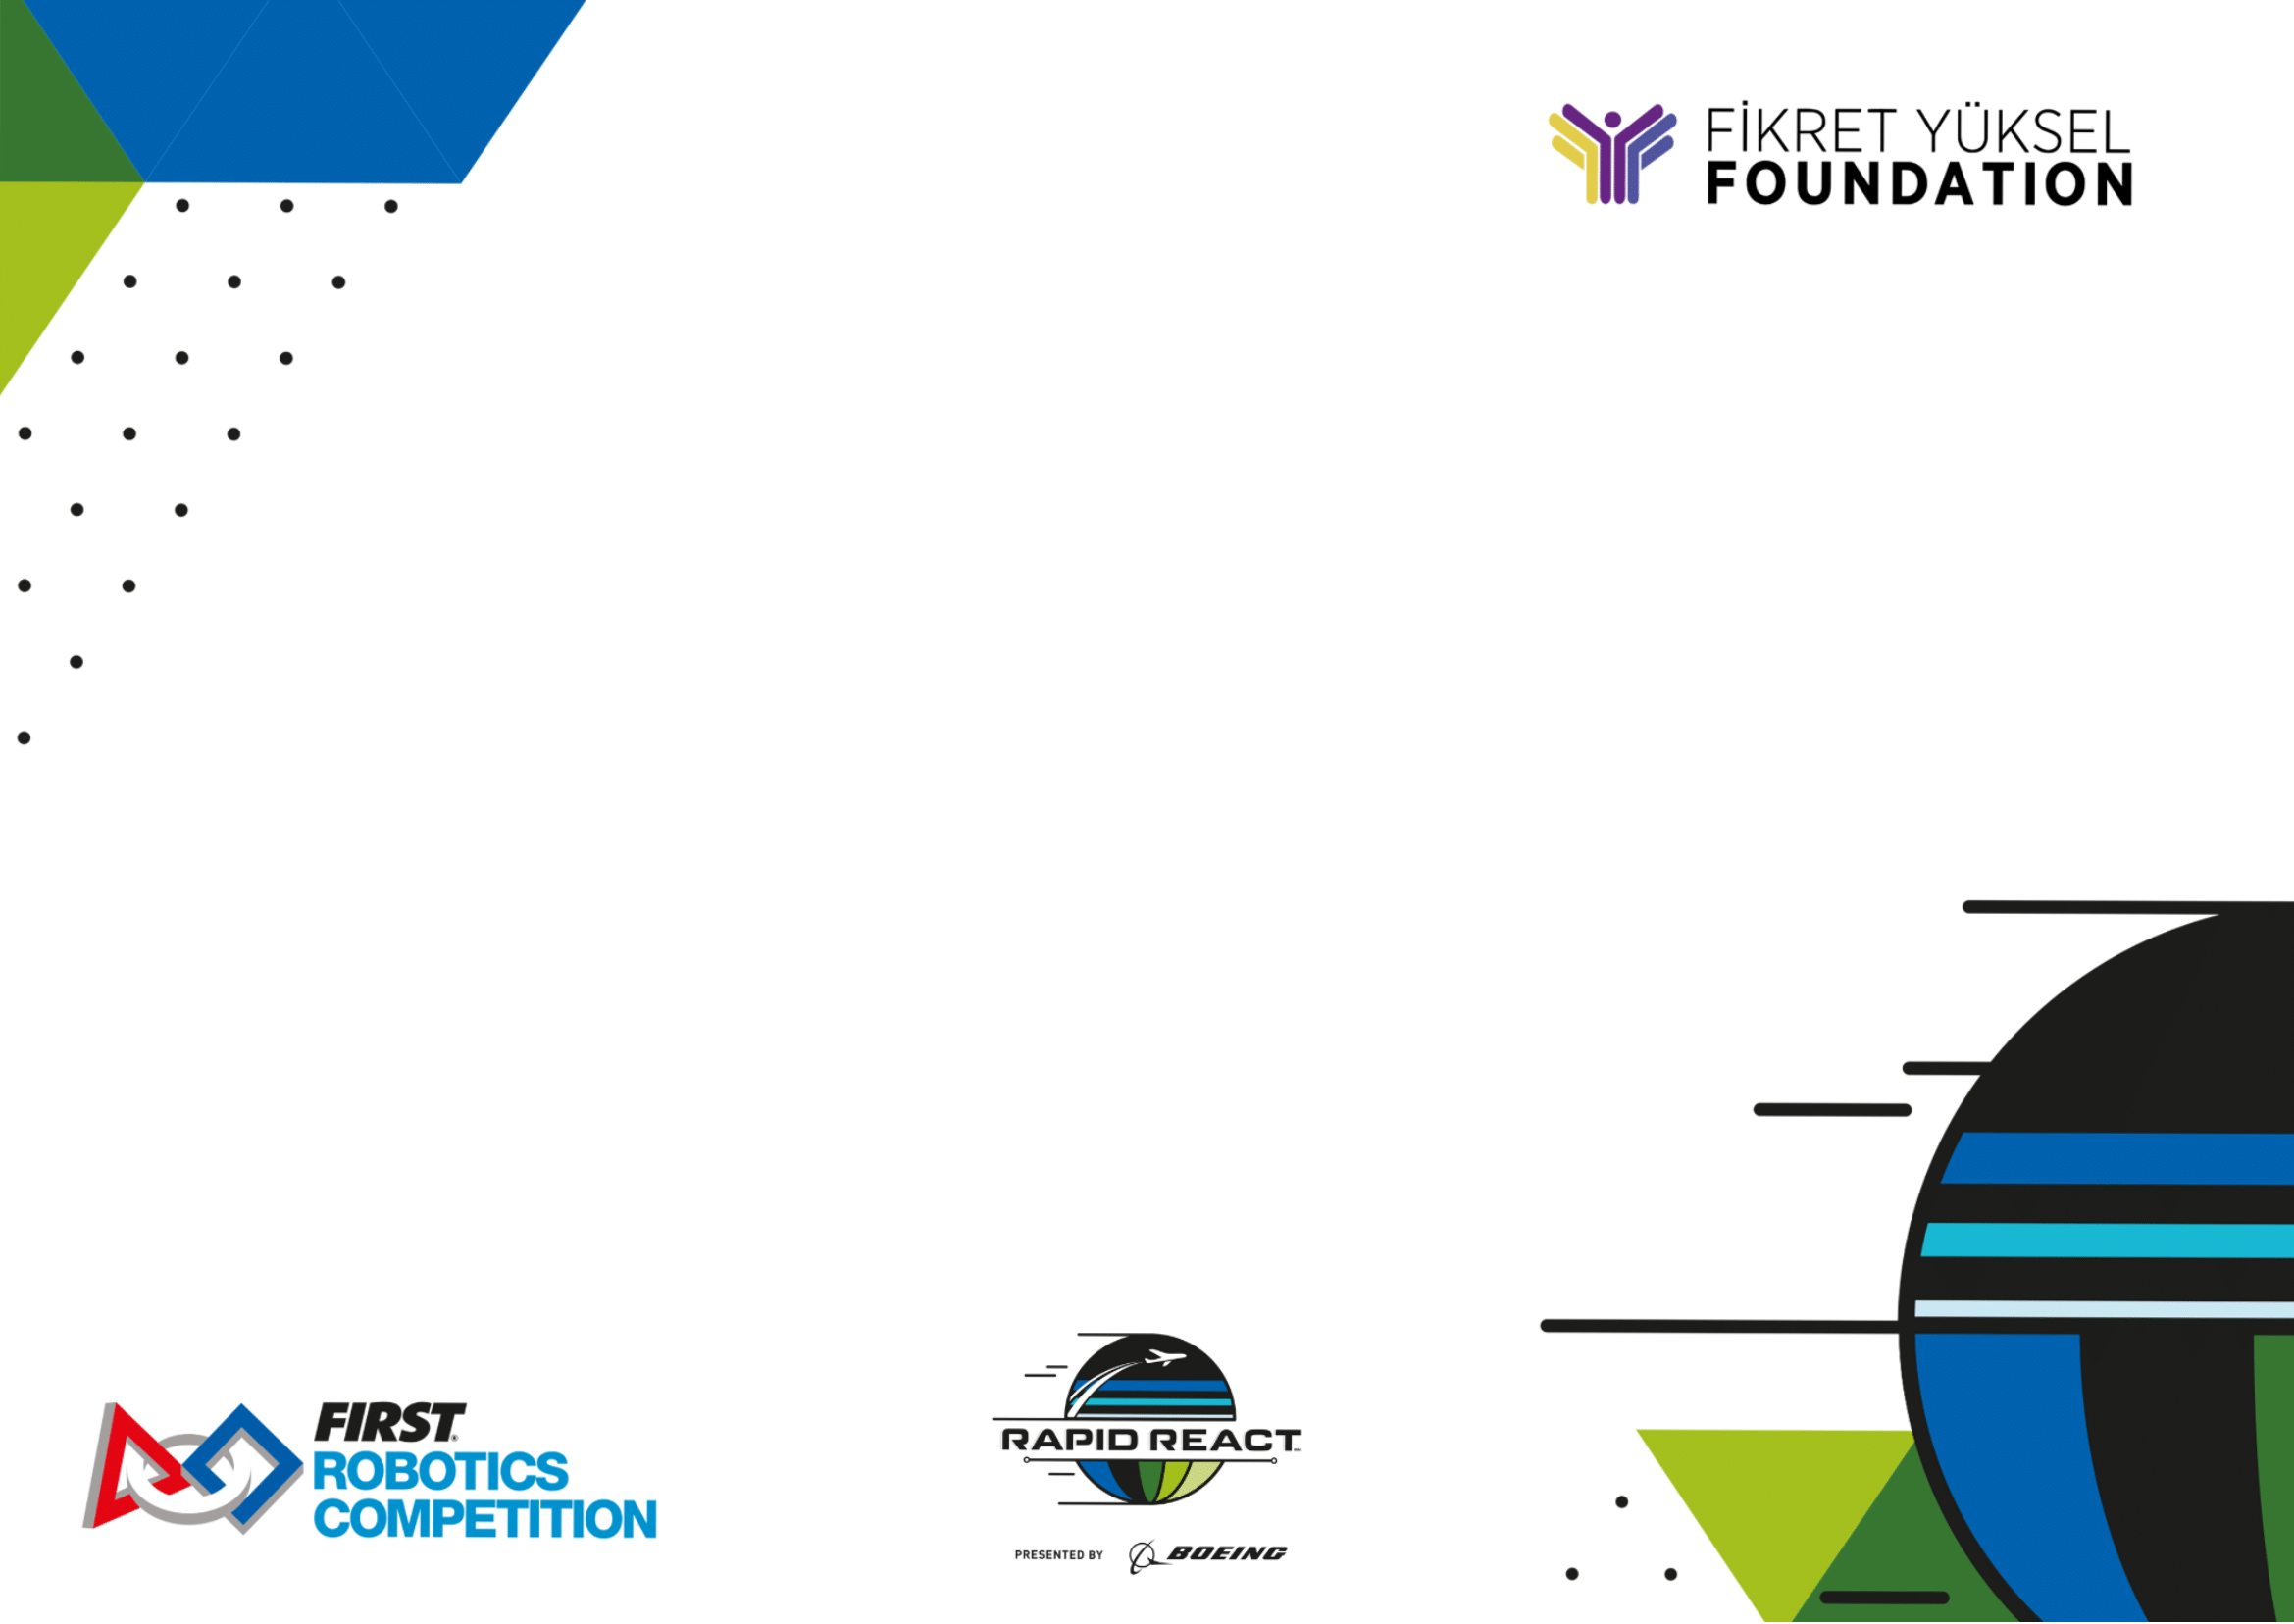 FİKRET YÜKSEL
FOUNDATION
FIRST®
ROBOTICS
COMPETITION
RAPID REACT
PRESENTED BY BOEING